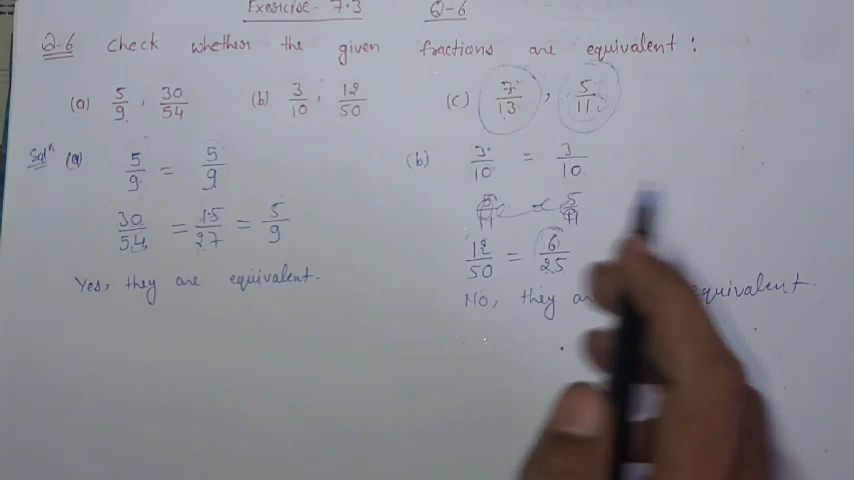 Exercise - 7.3 Q-6
Q-6 Check whether the given fractions are equivalent :
(a) 5/9 , 30/54 (b) 3/10 , 12/50 (c) 7/13 , 5/11
Solⁿ (a) 5/9 = 5/9
30/54 = 15/27 = 5/9
Yes, they are equivalent.
(b) 3/10 = 3/10
12/50 = 6/25
No, they equivalent.